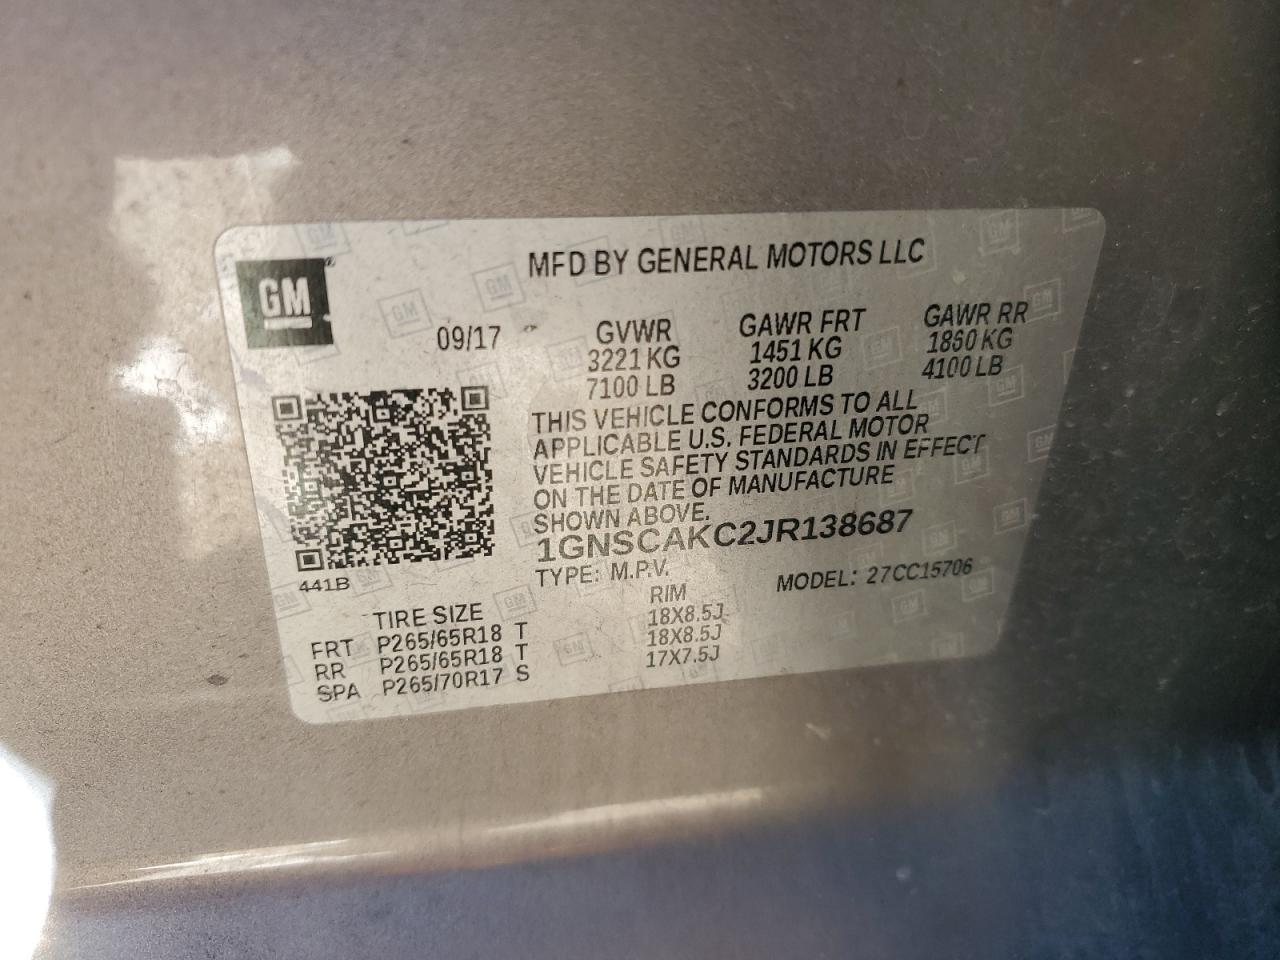 GM
MFD BY GENERAL MOTORS LLC
09/17
GVWR GAWR FRT GAWR RR
3221 KG 1451 KG 1860 KG
7100 LB 3200 LB 4100 LB
THIS VEHICLE CONFORMS TO ALL
APPLICABLE U.S. FEDERAL MOTOR
VEHICLE SAFETY STANDARDS IN EFFECT
ON THE DATE OF MANUFACTURE
SHOWN ABOVE.
1GNSCAKC2JR138687
TYPE: M.P.V. MODEL: 27CC15706
441B
TIRE SIZE RIM
FRT P265/65R18 T 18X8.5J
RR P265/65R18 T 18X8.5J
SPA P265/70R17 S 17X7.5J